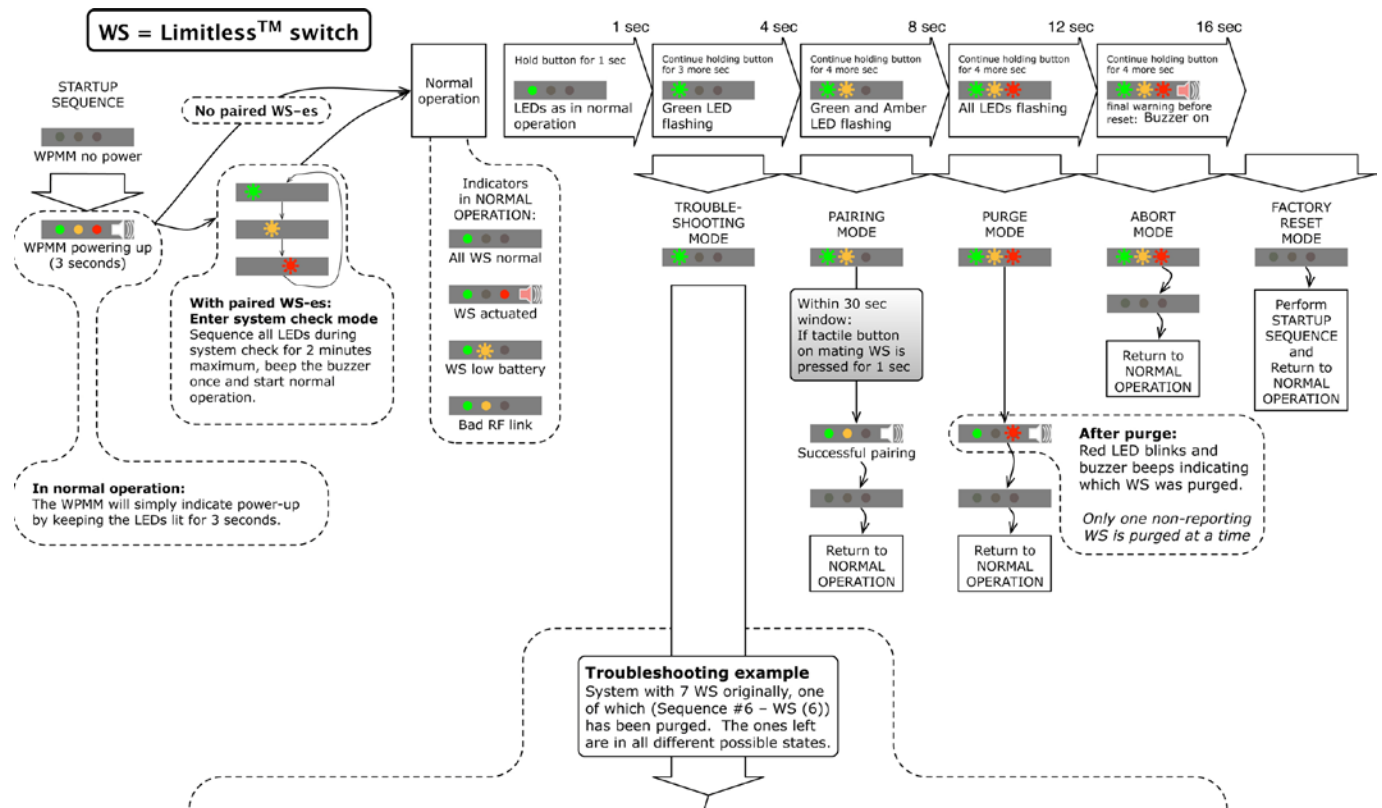 WS = Limitless™ switch
STARTUP
SEQUENCE
WPMM no power
WPMM powering up
(3 seconds)
No paired WS-es
With paired WS-es:
Enter system check mode
Sequence all LEDs during
system check for 2 minutes
maximum, beep the buzzer
once and start normal
operation.
In normal operation:
The WPMM will simply indicate power-up
by keeping the LEDs lit for 3 seconds.
Normal
operation
Indicators
in NORMAL
OPERATION:
All WS normal
WS actuated
WS low battery
Bad RF link
1 sec
4 sec
8 sec
12 sec
16 sec
Hold button for 1 sec
LEDs as in normal
operation
Continue holding button
for 3 more sec
Green LED
flashing
Continue holding button
for 4 more sec
Green and Amber
LED flashing
Continue holding button
for 4 more sec
All LEDs flashing
Continue holding button
for 4 more sec
final warning before
reset: Buzzer on
TROUBLE-
SHOOTING
MODE
PAIRING
MODE
Within 30 sec
window:
If tactile button
on mating WS is
pressed for 1 sec
Successful pairing
Return to
NORMAL
OPERATION
PURGE
MODE
Return to
NORMAL
OPERATION
After purge:
Red LED blinks and
buzzer beeps indicating
which WS was purged.
Only one non-reporting
WS is purged at a time
ABORT
MODE
Return to
NORMAL
OPERATION
FACTORY
RESET
MODE
Perform
STARTUP
SEQUENCE
and
Return to
NORMAL
OPERATION
Troubleshooting example
System with 7 WS originally, one
of which (Sequence #6 – WS (6))
has been purged. The ones left
are in all different possible states.